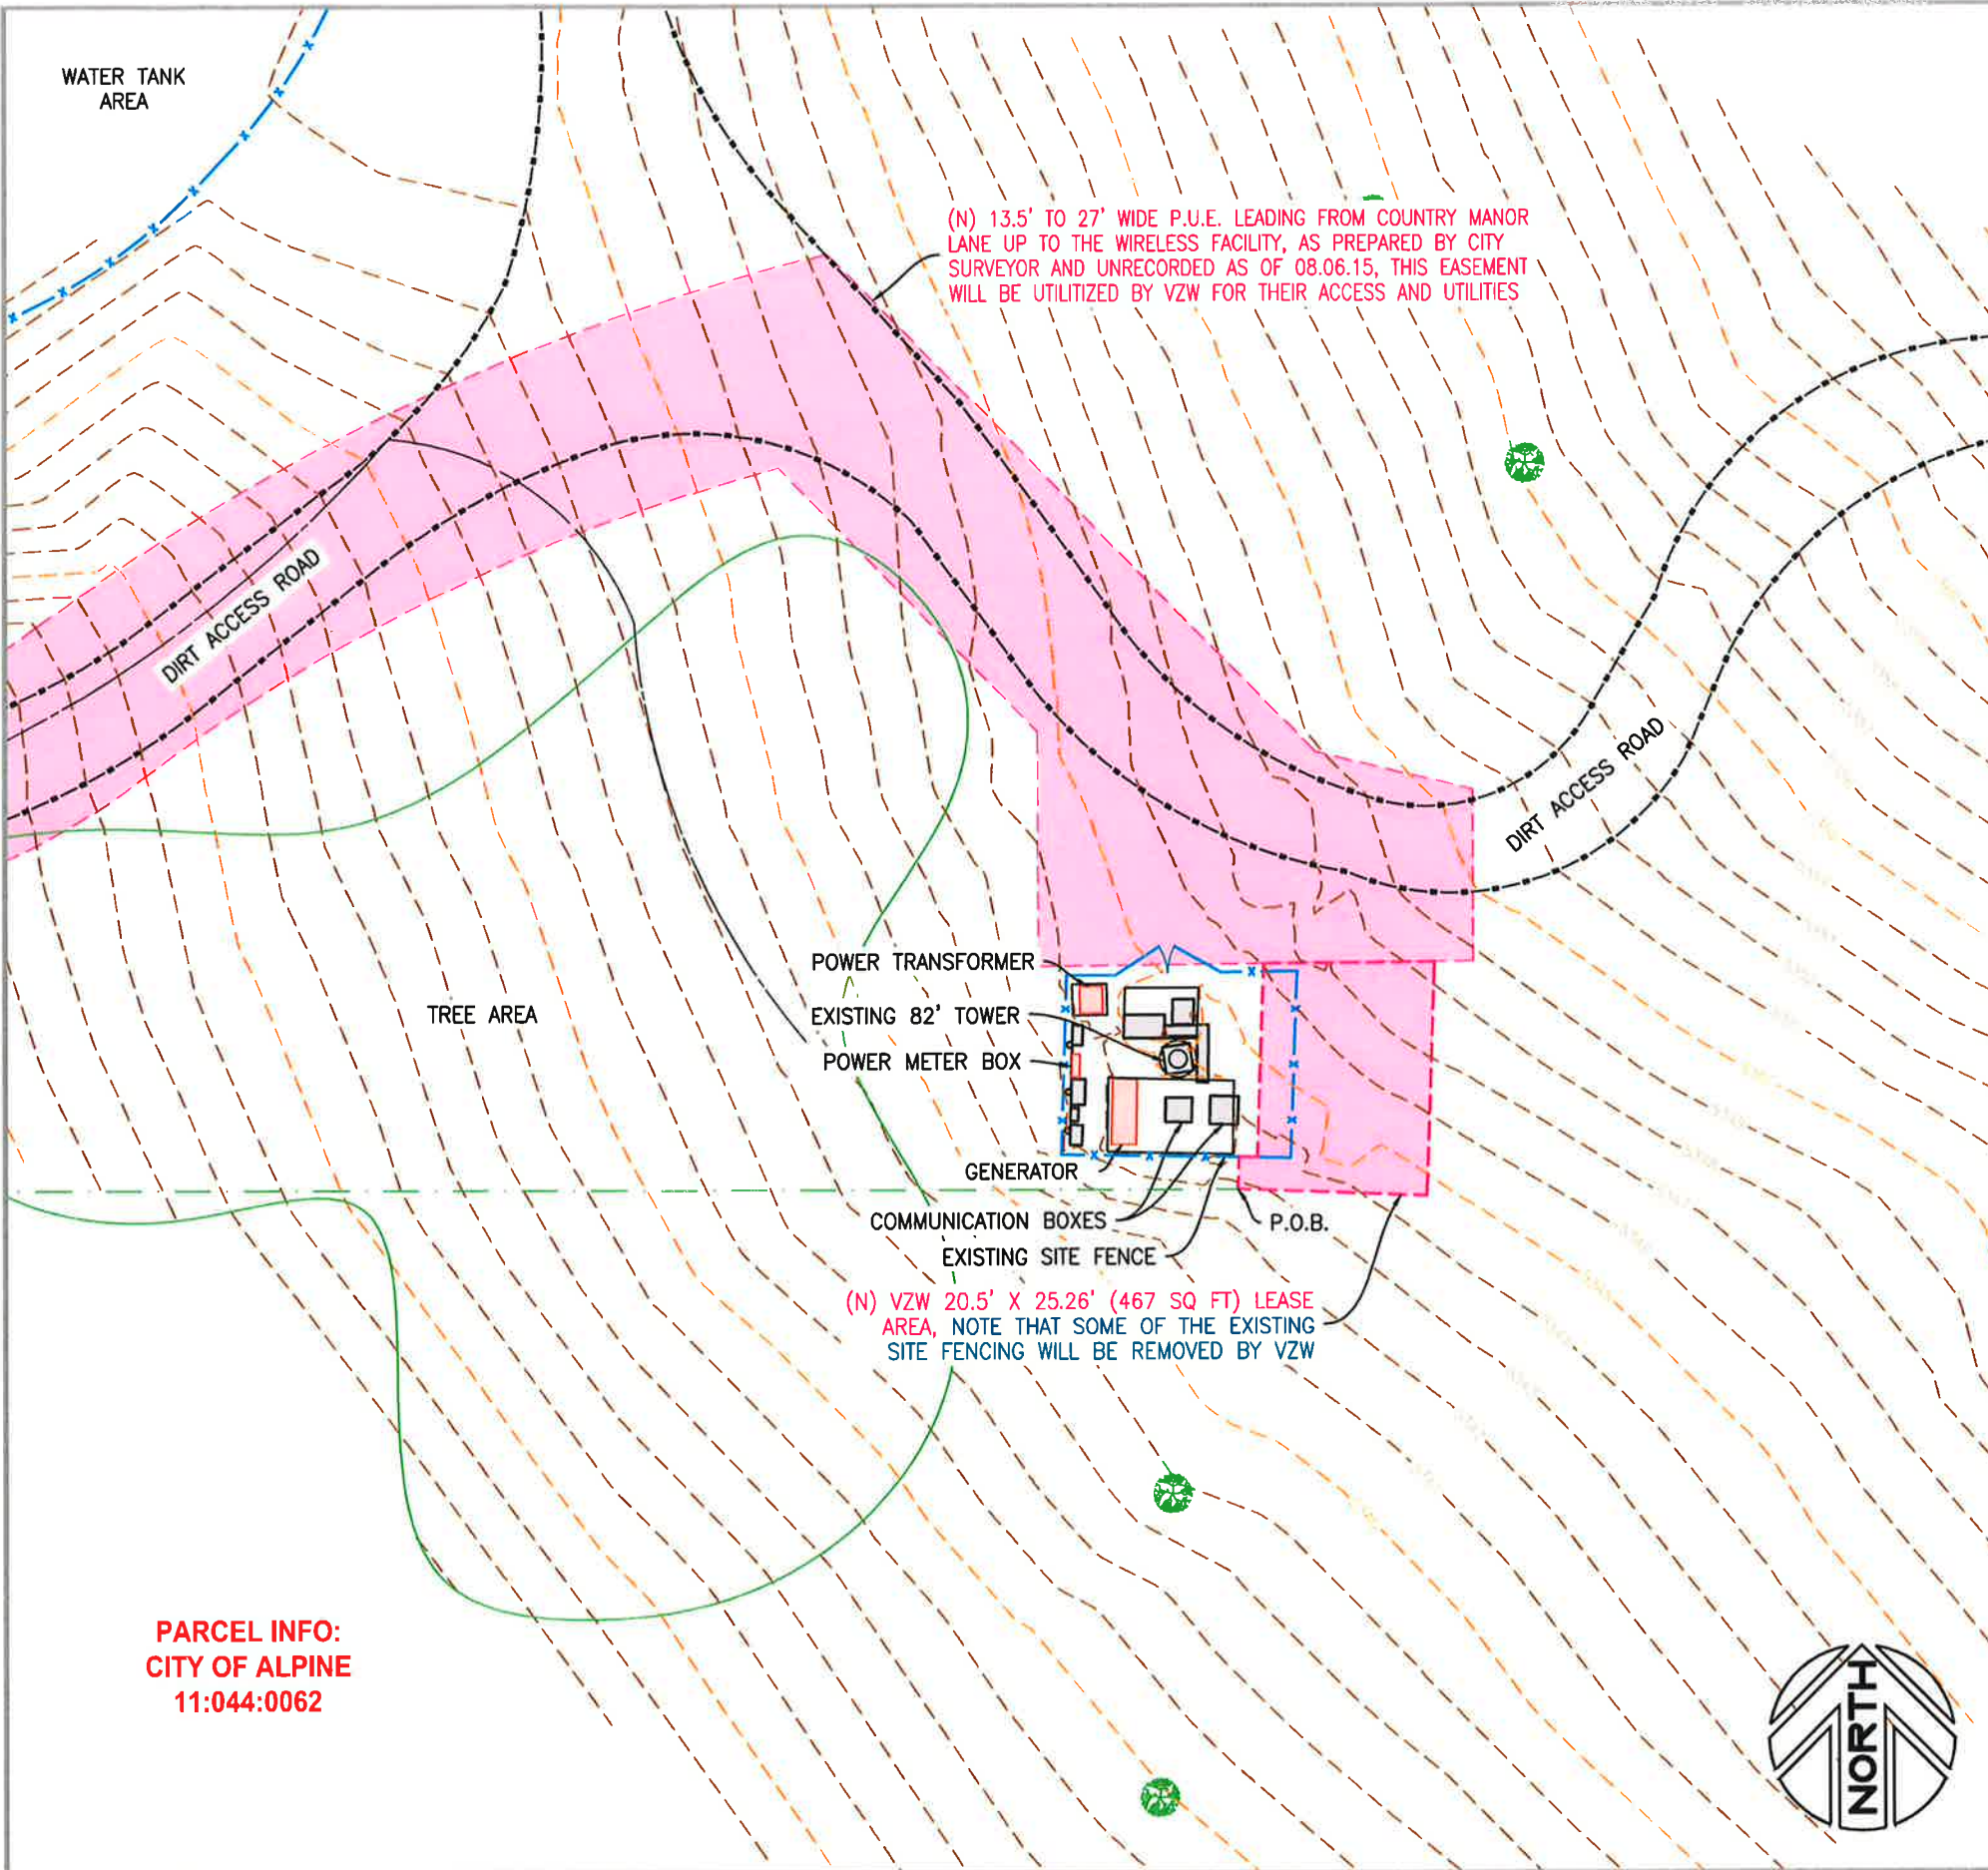 WATER TANK
AREA
(N) 13.5' TO 27' WIDE P.U.E. LEADING FROM COUNTRY MANOR
LANE UP TO THE WIRELESS FACILITY, AS PREPARED BY CITY
SURVEYOR AND UNRECORDED AS OF 08.06.15, THIS EASEMENT
WILL BE UTILITIZED BY VZW FOR THEIR ACCESS AND UTILITIES
DIRT ACCESS ROAD
DIRT ACCESS ROAD
POWER TRANSFORMER
TREE AREA
EXISTING 82' TOWER
POWER METER BOX
GENERATOR
COMMUNICATION BOXES
P.O.B.
EXISTING SITE FENCE
(N) VZW 20.5' X 25.26' (467 SQ FT) LEASE
AREA, NOTE THAT SOME OF THE EXISTING
SITE FENCING WILL BE REMOVED BY VZW
PARCEL INFO:
CITY OF ALPINE
11:044:0062
NORTH